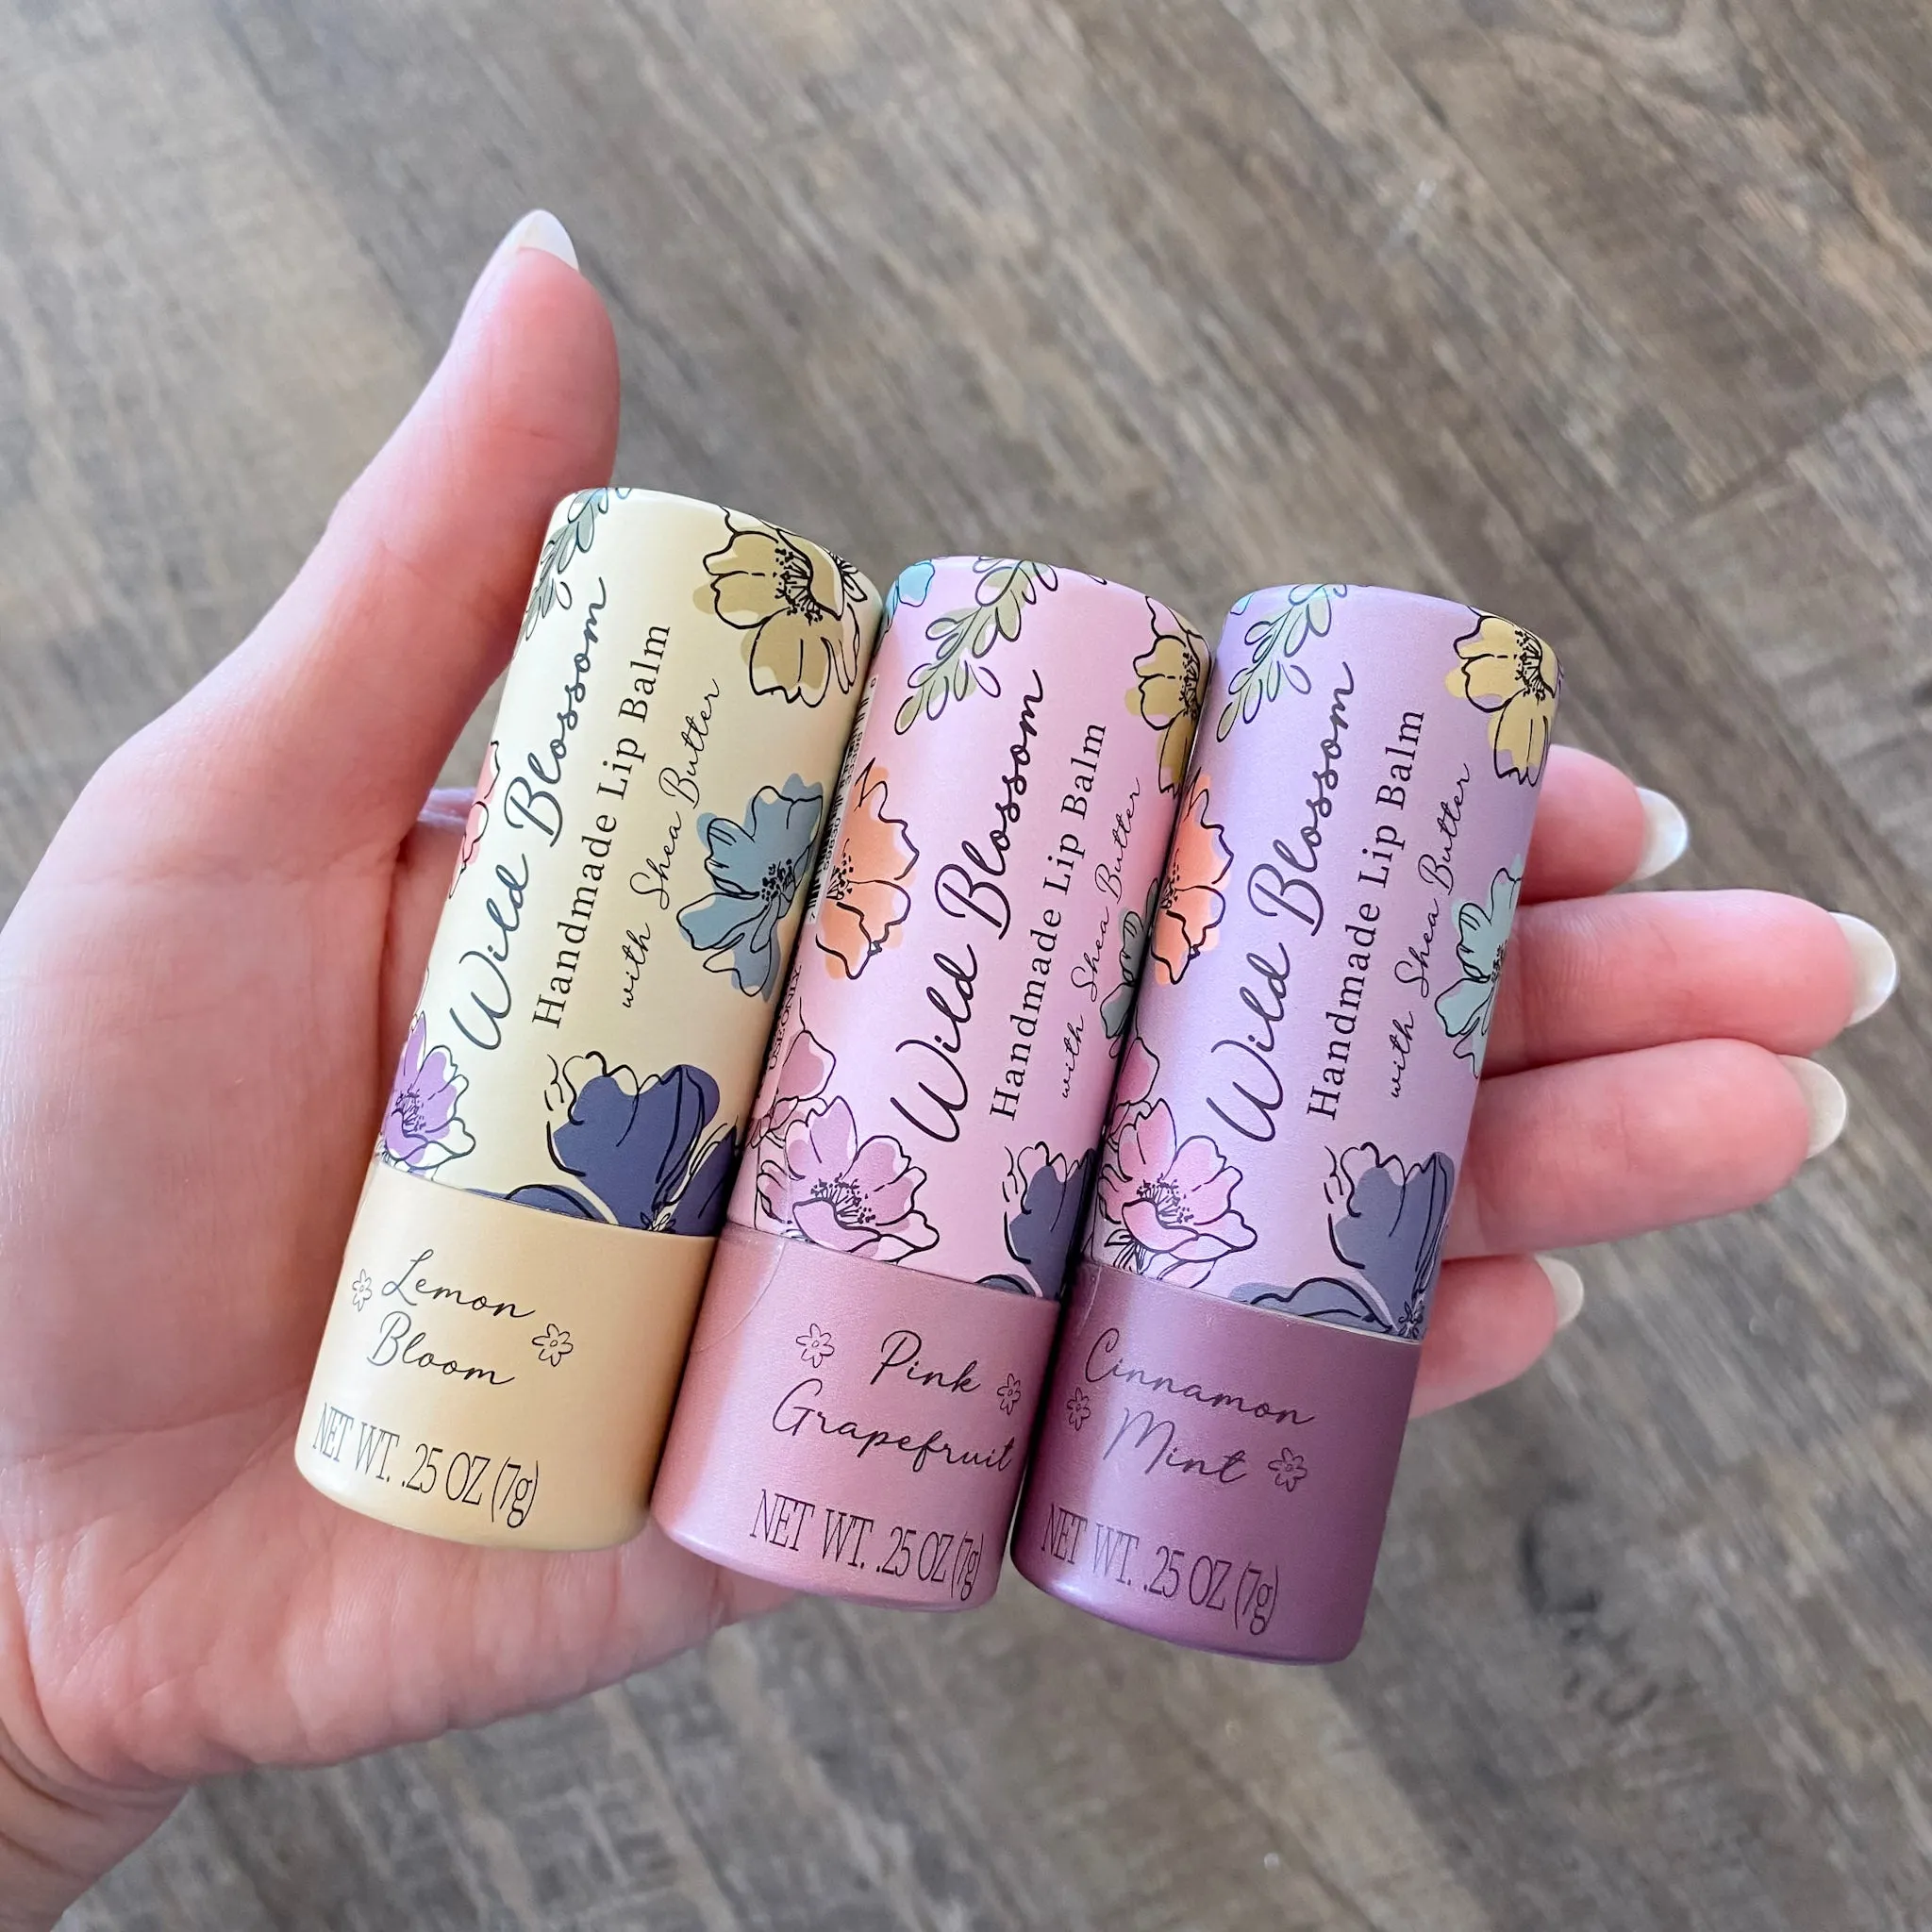 Wild Blossom
Handmade Lip Balm
with Shea Butter
Lemon
Bloom
NET WT. .25 OZ (7g)
Wild Blossom
Handmade Lip Balm
with Shea Butter
Pink
Grapefruit
NET WT. .25 OZ (7g)
USE ONLY.
Wild Blossom
Handmade Lip Balm
with Shea Butter
Cinnamon
Mint
NET WT. .25 OZ (7g)